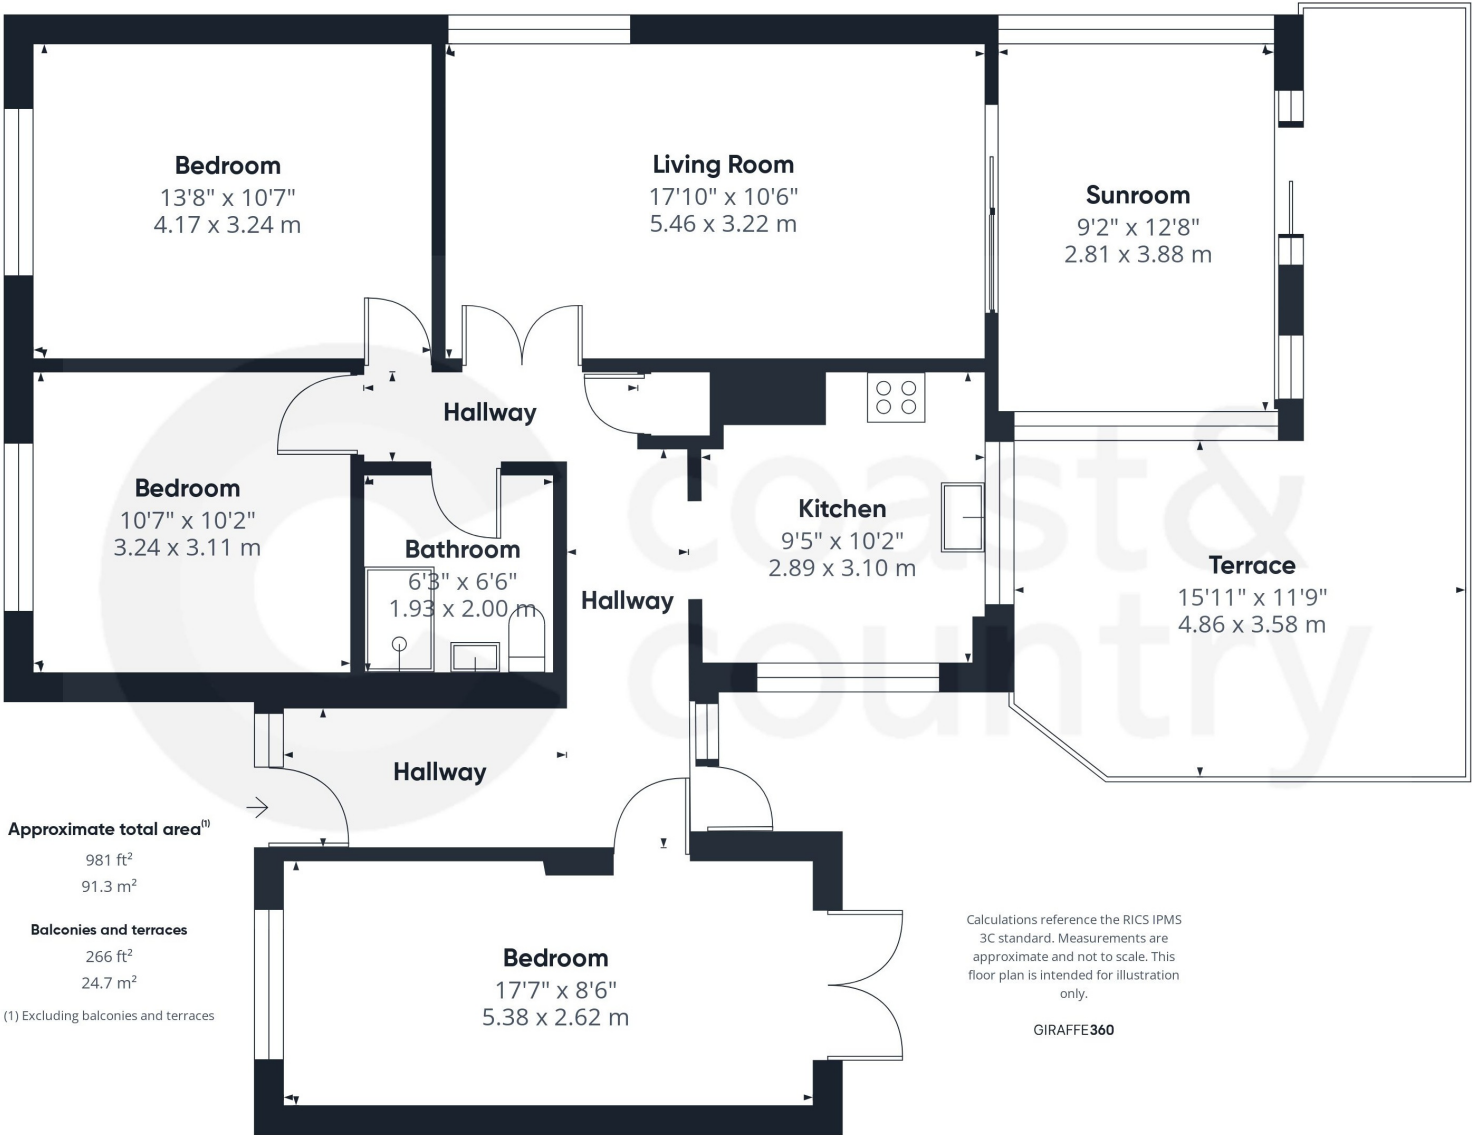 Bedroom
13'8" x 10'7"
4.17 x 3.24 m
Living Room
17'10" x 10'6"
5.46 x 3.22 m
Sunroom
9'2" x 12'8"
2.81 x 3.88 m
Hallway
Bedroom
10'7" x 10'2"
3.24 x 3.11 m
Bathroom
6'3" x 6'6"
1.93 x 2.00 m
Hallway
Kitchen
9'5" x 10'2"
2.89 x 3.10 m
Terrace
15'11" x 11'9"
4.86 x 3.58 m
coast &
country
Hallway
Approximate total area(1)
981 ft²
91.3 m²
Balconies and terraces
266 ft²
24.7 m²
(1) Excluding balconies and terraces
Bedroom
17'7" x 8'6"
5.38 x 2.62 m
Calculations reference the RICS IPMS
3C standard. Measurements are
approximate and not to scale. This
floor plan is intended for illustration
only.
GIRAFFE360